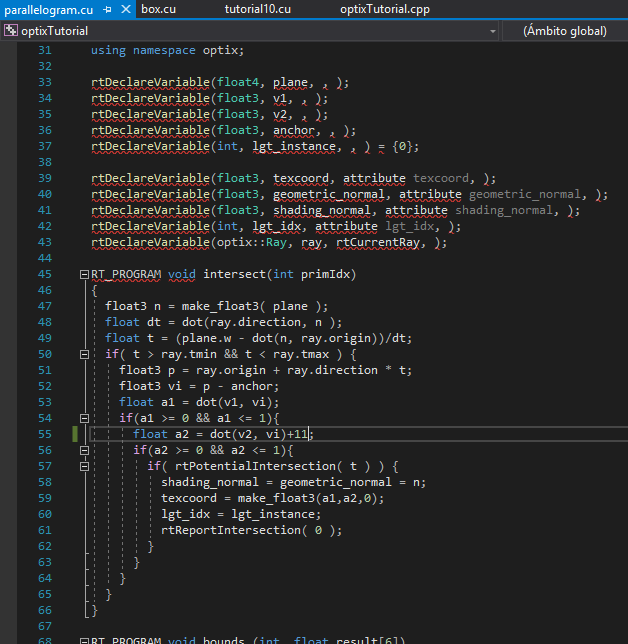 parallelogram.cu box.cu tutorial10.cu optixTutorial.cpp
optixTutorial (Ámbito global)
31 using namespace optix;
32
33 rtDeclareVariable(float4, plane, , );
34 rtDeclareVariable(float3, v1, , );
35 rtDeclareVariable(float3, v2, , );
36 rtDeclareVariable(float3, anchor, , );
37 rtDeclareVariable(int, lgt_instance, , ) = {0};
38
39 rtDeclareVariable(float3, texcoord, attribute texcoord, );
40 rtDeclareVariable(float3, geometric_normal, attribute geometric_normal, );
41 rtDeclareVariable(float3, shading_normal, attribute shading_normal, );
42 rtDeclareVariable(int, lgt_idx, attribute lgt_idx, );
43 rtDeclareVariable(optix::Ray, ray, rtCurrentRay, );
44
45 RT_PROGRAM void intersect(int primIdx)
46 {
47 float3 n = make_float3( plane );
48 float dt = dot(ray.direction, n );
49 float t = (plane.w - dot(n, ray.origin))/dt;
50 if( t > ray.tmin && t < ray.tmax ) {
51 float3 p = ray.origin + ray.direction * t;
52 float3 vi = p - anchor;
53 float a1 = dot(v1, vi);
54 if(a1 >= 0 && a1 <= 1){
55 float a2 = dot(v2, vi)+11;
56 if(a2 >= 0 && a2 <= 1){
57 if( rtPotentialIntersection( t ) ) {
58 shading_normal = geometric_normal = n;
59 texcoord = make_float3(a1,a2,0);
60 lgt_idx = lgt_instance;
61 rtReportIntersection( 0 );
62 }
63 }
64 }
65 }
66 }
67
68 RT_PROGRAM void bounds (int, float result[6])